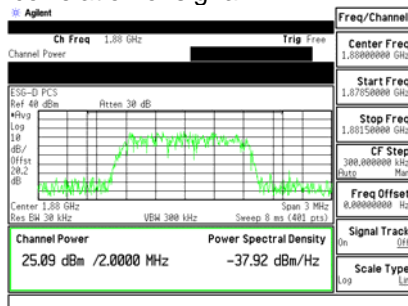 Agilent
Freq/Channel
Ch Freq 1.88 GHz Trig Free
Channel Power
Center Freq
1.88000000 GHz
Start Freq
1.87850000 GHz
Stop Freq
1.88150000 GHz
CF Step
300.000000 kHz
Auto Man
Freq Offset
0.00000000 Hz
Signal Track
On Off
Scale Type
Log Lin
ESG-D PCS
Ref 40 dBm Atten 30 dB
#Avg
Log
10
dB/
Offst
20.2
dB
Center 1.88 GHz Span 3 MHz
Res BW 30 kHz VBW 300 kHz Sweep 8 ms (401 pts)
Channel Power Power Spectral Density
25.09 dBm /2.0000 MHz -37.92 dBm/Hz